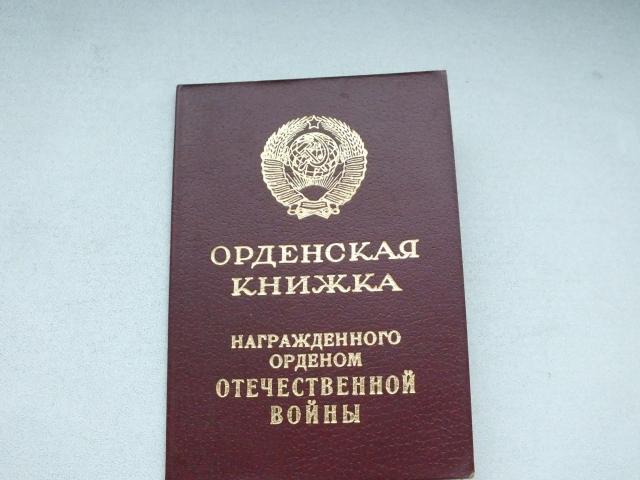 ОРДЕНСКАЯ
КНИЖКА
НАГРАЖДЕННОГО
ОРДЕНОМ
ОТЕЧЕСТВЕННОЙ
ВОЙНЫ